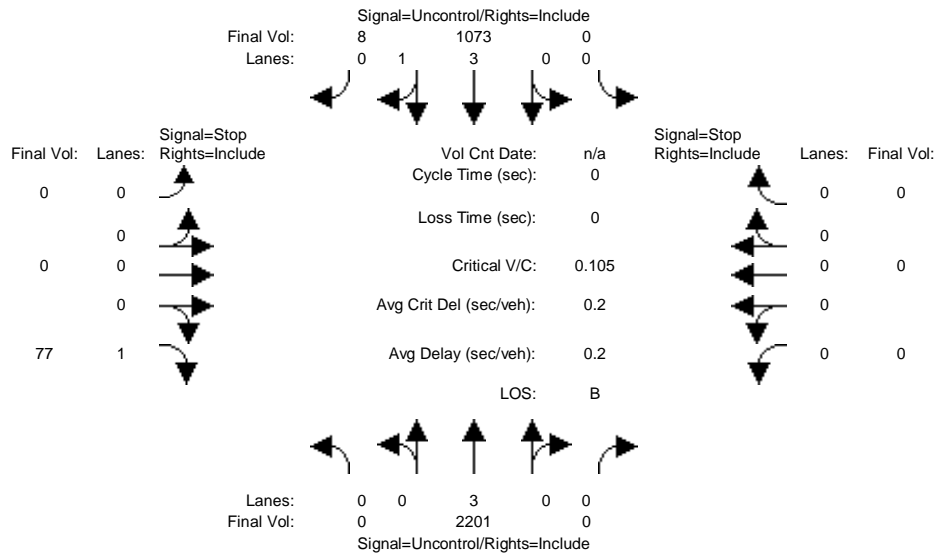 Signal=Uncontrol/Rights=Include
Final Vol: 8 1073 0
Lanes: 0 1 3 0 0
Signal=Stop Signal=Stop
Final Vol: Lanes: Rights=Include Vol Cnt Date: n/a Rights=Include Lanes: Final Vol:
Cycle Time (sec): 0
0 0 0 0
Loss Time (sec): 0
0 0
0 0 Critical V/C: 0.105 0 0
0 Avg Crit Del (sec/veh): 0.2 0
77 1 Avg Delay (sec/veh): 0.2 0 0
LOS: B
Lanes: 0 0 3 0 0
Final Vol: 0 2201 0
Signal=Uncontrol/Rights=Include